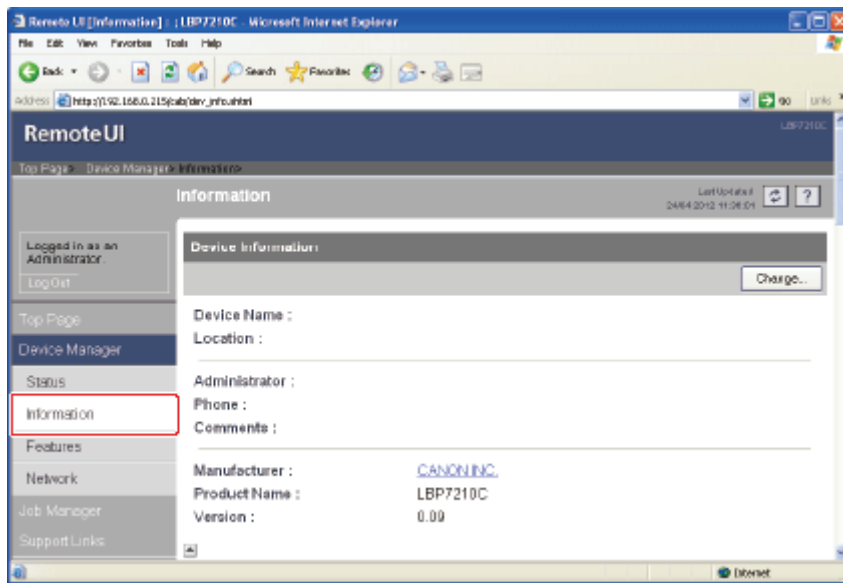 Remote UI [Information] : ; LBP7210C - Microsoft Internet Explorer
File Edit View Favorites Tools Help
Back Search Favorites
Address http://192.168.0.215/cab/dev_info.shtml Go Links
Remote UI LBP7210C
Top Page> Device Manager> Information>
Information Last Updated
24/04/2012 11:36:01 ?
Logged in as an
Administrator.
Log Out
Device Information
Change...
Top Page
Device Manager
Status
Information
Features
Network
Job Manager
Support Links
Device Name :
Location :
Administrator :
Phone :
Comments :
Manufacturer : CANON INC.
Product Name : LBP7210C
Version : 0.09
Internet